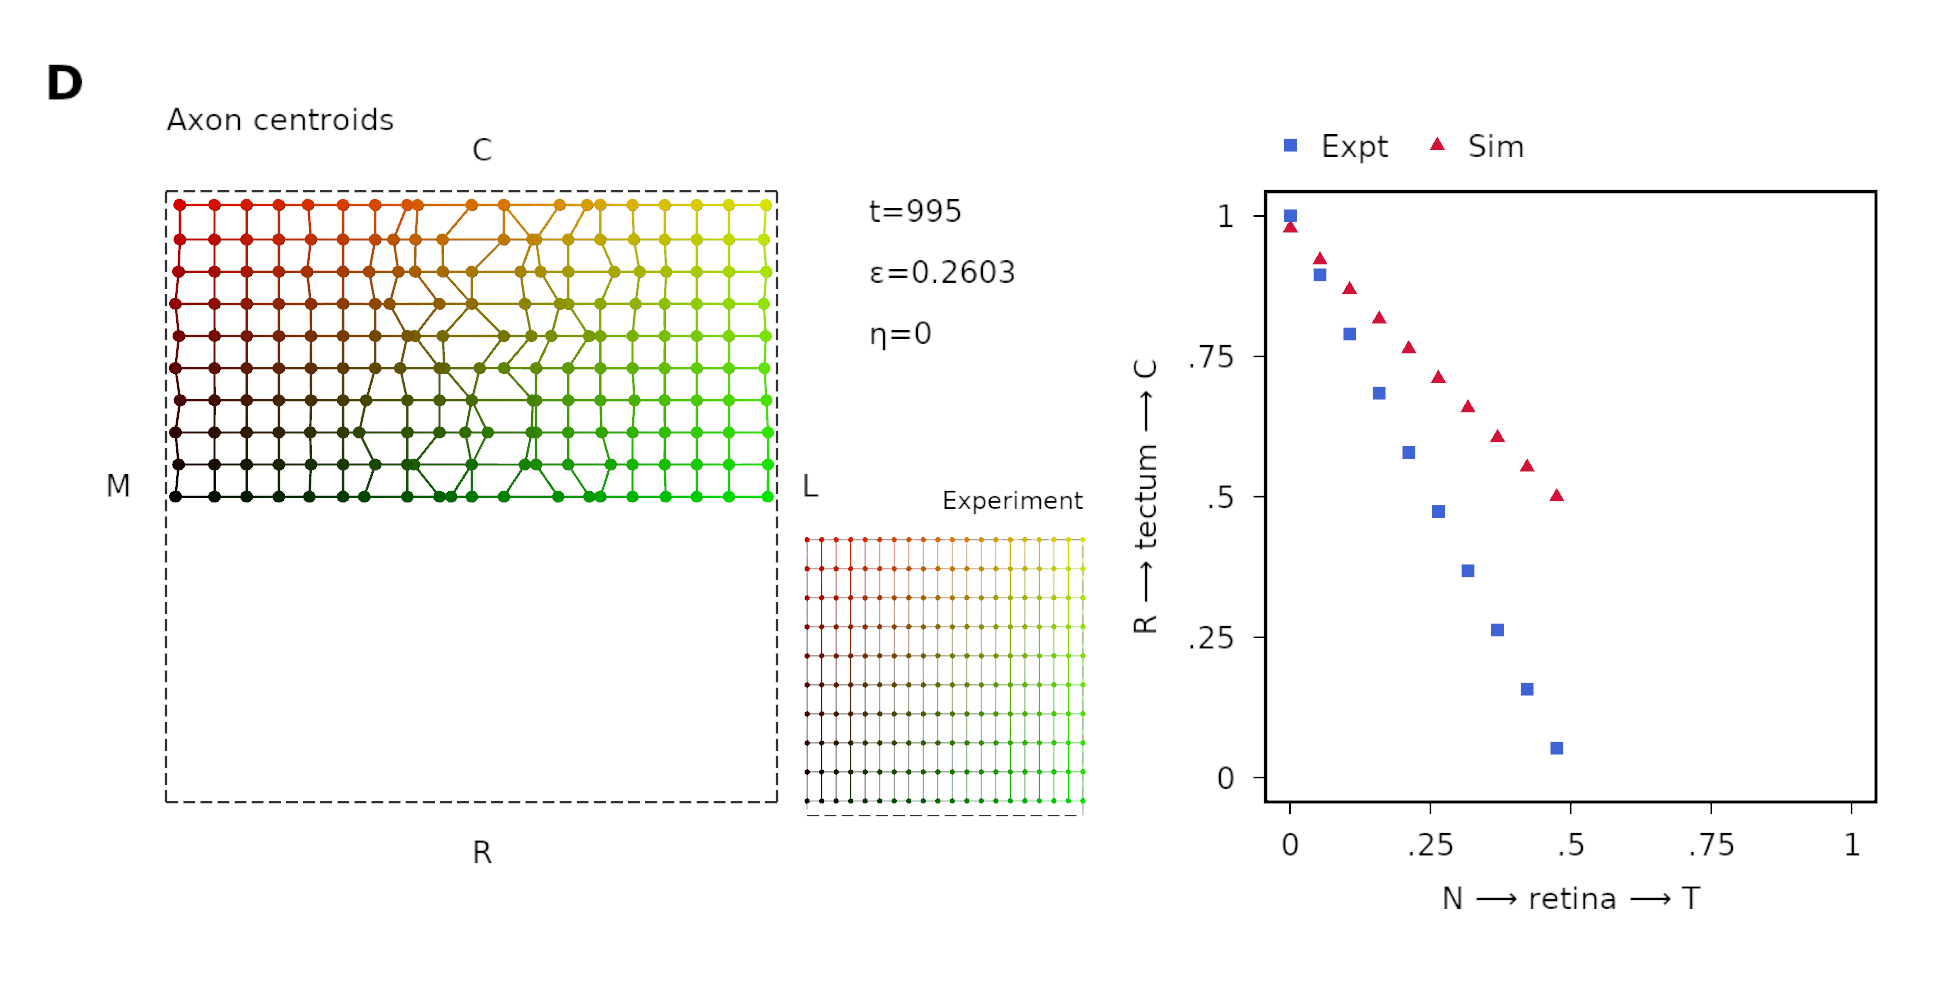 D
Axon centroids
C
M
L
R
t=995
ε=0.2603
η=0
Experiment
Expt
Sim
R ⟶ tectum ⟶ C
1
.75
.5
.25
0
0
.25
.5
.75
1
N ⟶ retina ⟶ T